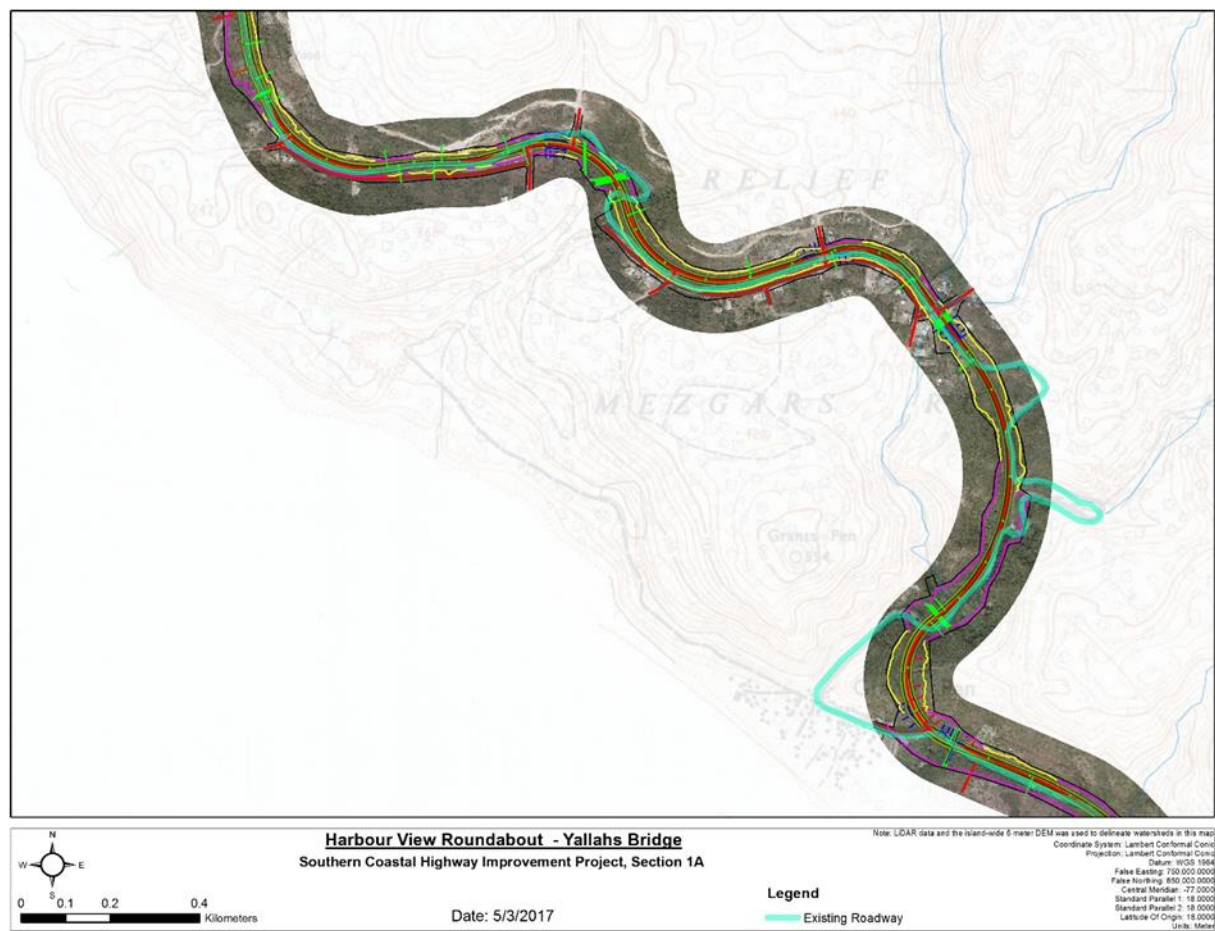 RELIEF
MEZGARS R
Grants Pen
Harbour View Roundabout - Yallahs Bridge
Southern Coastal Highway Improvement Project, Section 1A
Date: 5/3/2017
N
W E
S
0 0.1 0.2 0.4
Kilometers
Legend
Existing Roadway
Note: LiDAR data and the island-wide 6 meter DEM was used to delineate watersheds in this map
Coordinate System: Lambert Conformal Conic
Projection: Lambert Conformal Conic
Datum: WGS 1984
False Easting: 750,000.0000
False Northing: 650,000.0000
Central Meridian: -77.0000
Standard Parallel 1: 18.0000
Standard Parallel 2: 18.0000
Latitude Of Origin: 18.0000
Units: Meter